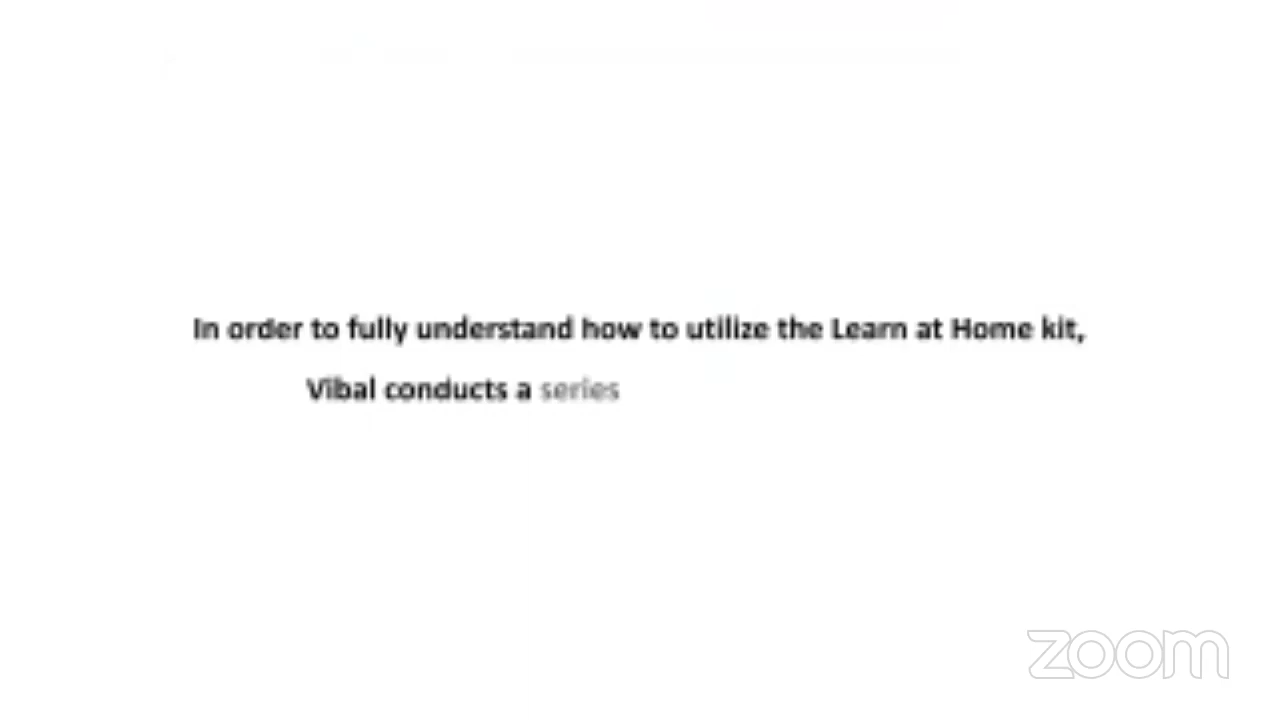 In order to fully understand how to utilize the Learn at Home kit,
Vibal conducts a series
zoom